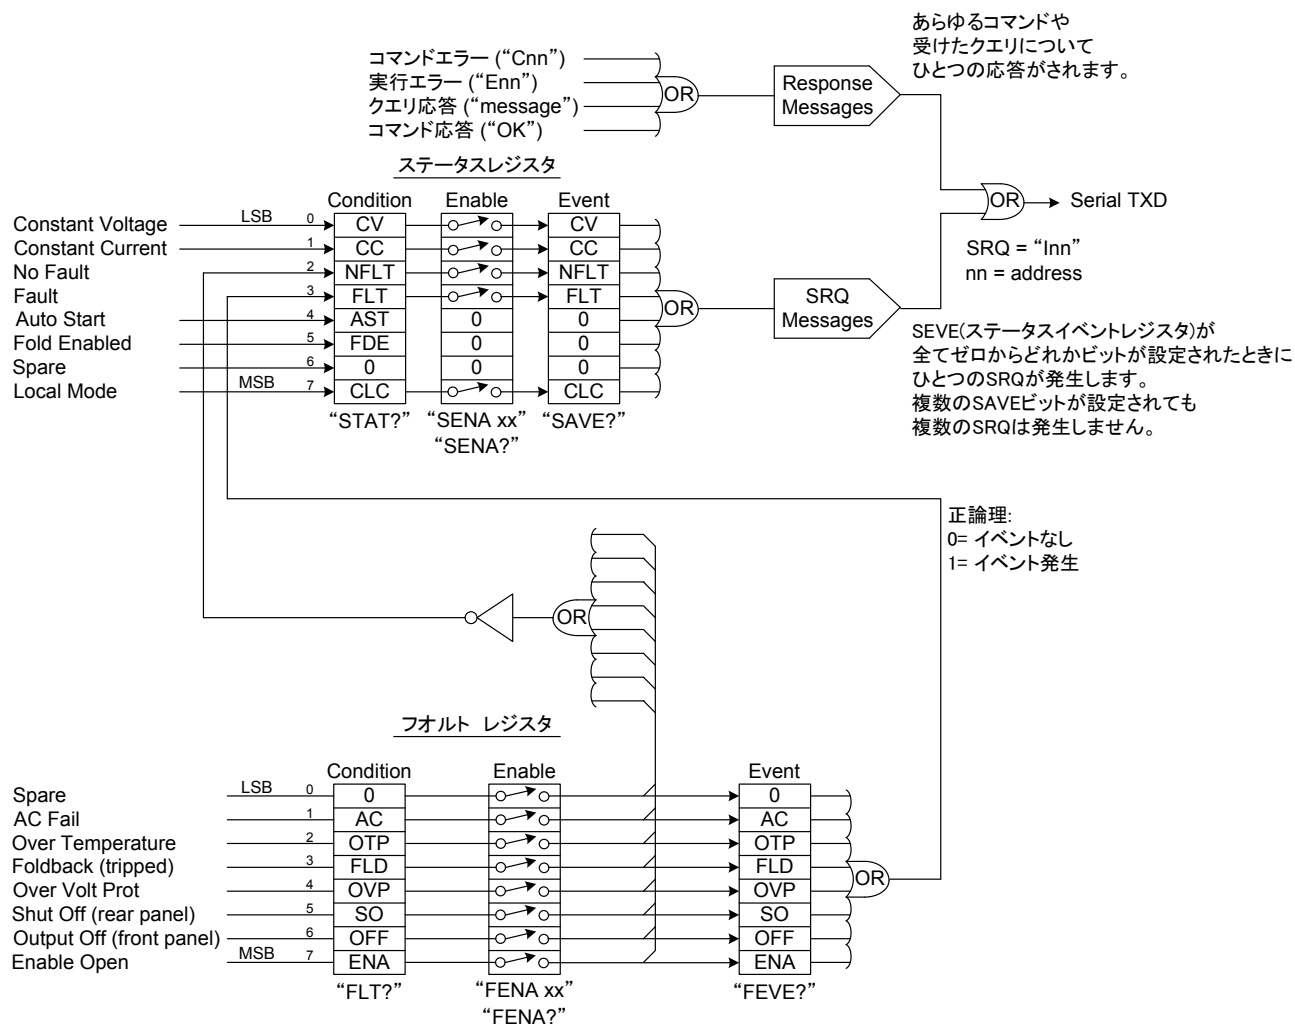 あらゆるコマンドや
受けたクエリについて
ひとつの応答がされます。
コマンドエラー (“Cnn”)
実行エラー (“Enn”)
クエリ応答 (“message”)
コマンド応答 (“OK”)
OR
Response
Messages
ステータスレジスタ
Condition Enable Event
Constant Voltage LSB 0 CV CV
Constant Current 1 CC CC
No Fault 2 NFLT NFLT
Fault 3 FLT FLT
Auto Start 4 AST 0 0
Fold Enabled 5 FDE 0 0
Spare 6 0 0 0
Local Mode MSB 7 CLC CLC
“STAT?” “SENA xx” “SAVE?”
“SENA?”
OR
SRQ
Messages
OR
Serial TXD
SRQ = “Inn”
nn = address
SEVE(ステータスイベントレジスタ)が
全てゼロからどれかビットが設定されたときに
ひとつのSRQが発生します。
複数のSAVEビットが設定されても
複数のSRQは発生しません。
正論理:
0= イベントなし
1= イベント発生
OR
フオルト レジスタ
Condition Enable Event
Spare LSB 0 0 0
AC Fail 1 AC AC
Over Temperature 2 OTP OTP
Foldback (tripped) 3 FLD FLD
Over Volt Prot 4 OVP OVP
Shut Off (rear panel) 5 SO SO
Output Off (front panel) 6 OFF OFF
Enable Open MSB 7 ENA ENA
OR
“FLT?” “FENA xx” “FEVE?”
“FENA?”